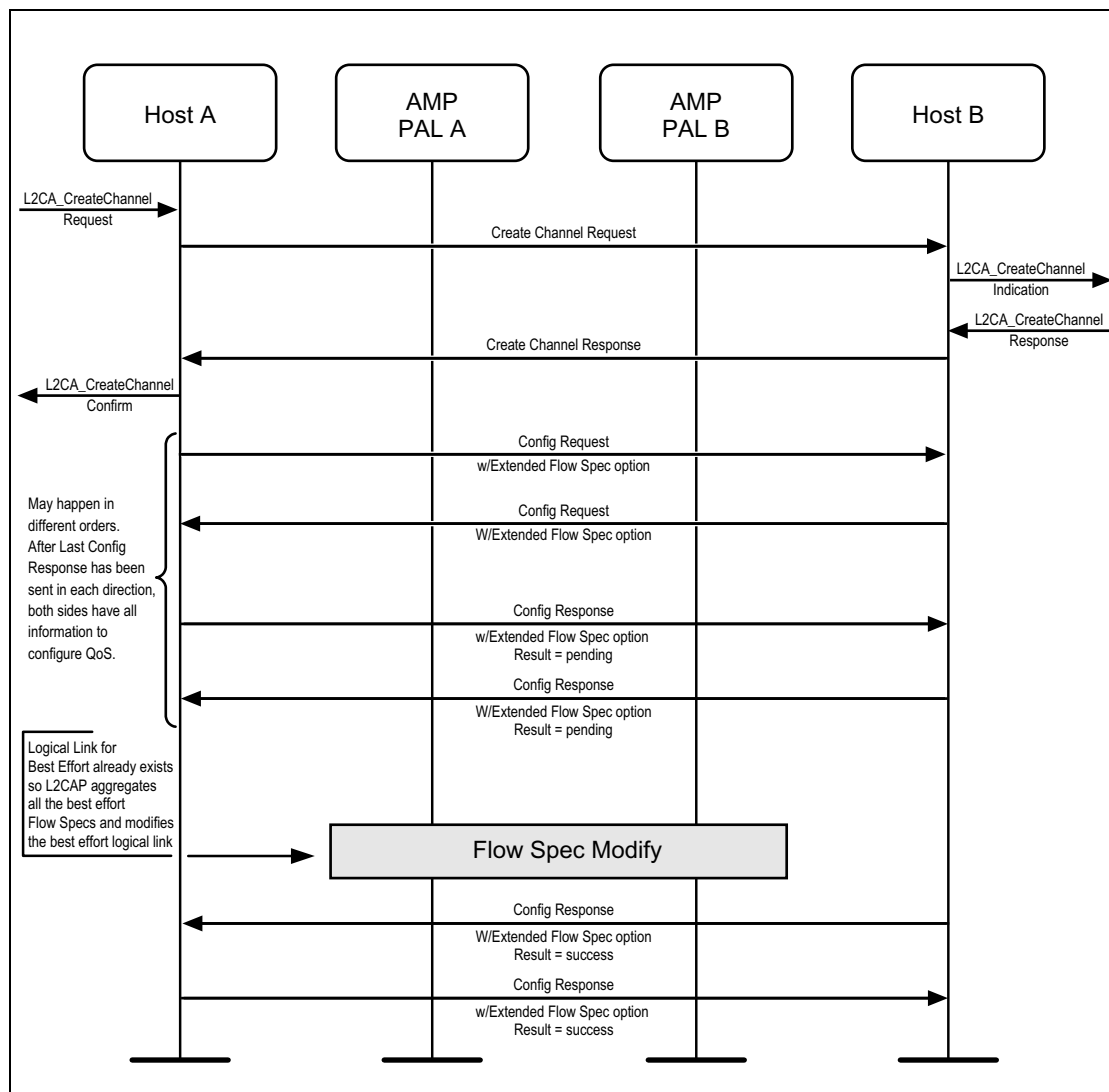 Host A
AMP
PAL A
AMP
PAL B
Host B
L2CA_CreateChannel
Request
Create Channel Request
L2CA_CreateChannel
Indication
L2CA_CreateChannel
Response
Create Channel Response
L2CA_CreateChannel
Confirm
Config Request
w/Extended Flow Spec option
May happen in
different orders.
After Last Config
Response has been
sent in each direction,
both sides have all
information to
configure QoS.
Config Request
W/Extended Flow Spec option
Config Response
w/Extended Flow Spec option
Result = pending
Config Response
W/Extended Flow Spec option
Result = pending
Logical Link for
Best Effort already exists
so L2CAP aggregates
all the best effort
Flow Specs and modifies
the best effort logical link
Flow Spec Modify
Config Response
W/Extended Flow Spec option
Result = success
Config Response
w/Extended Flow Spec option
Result = success